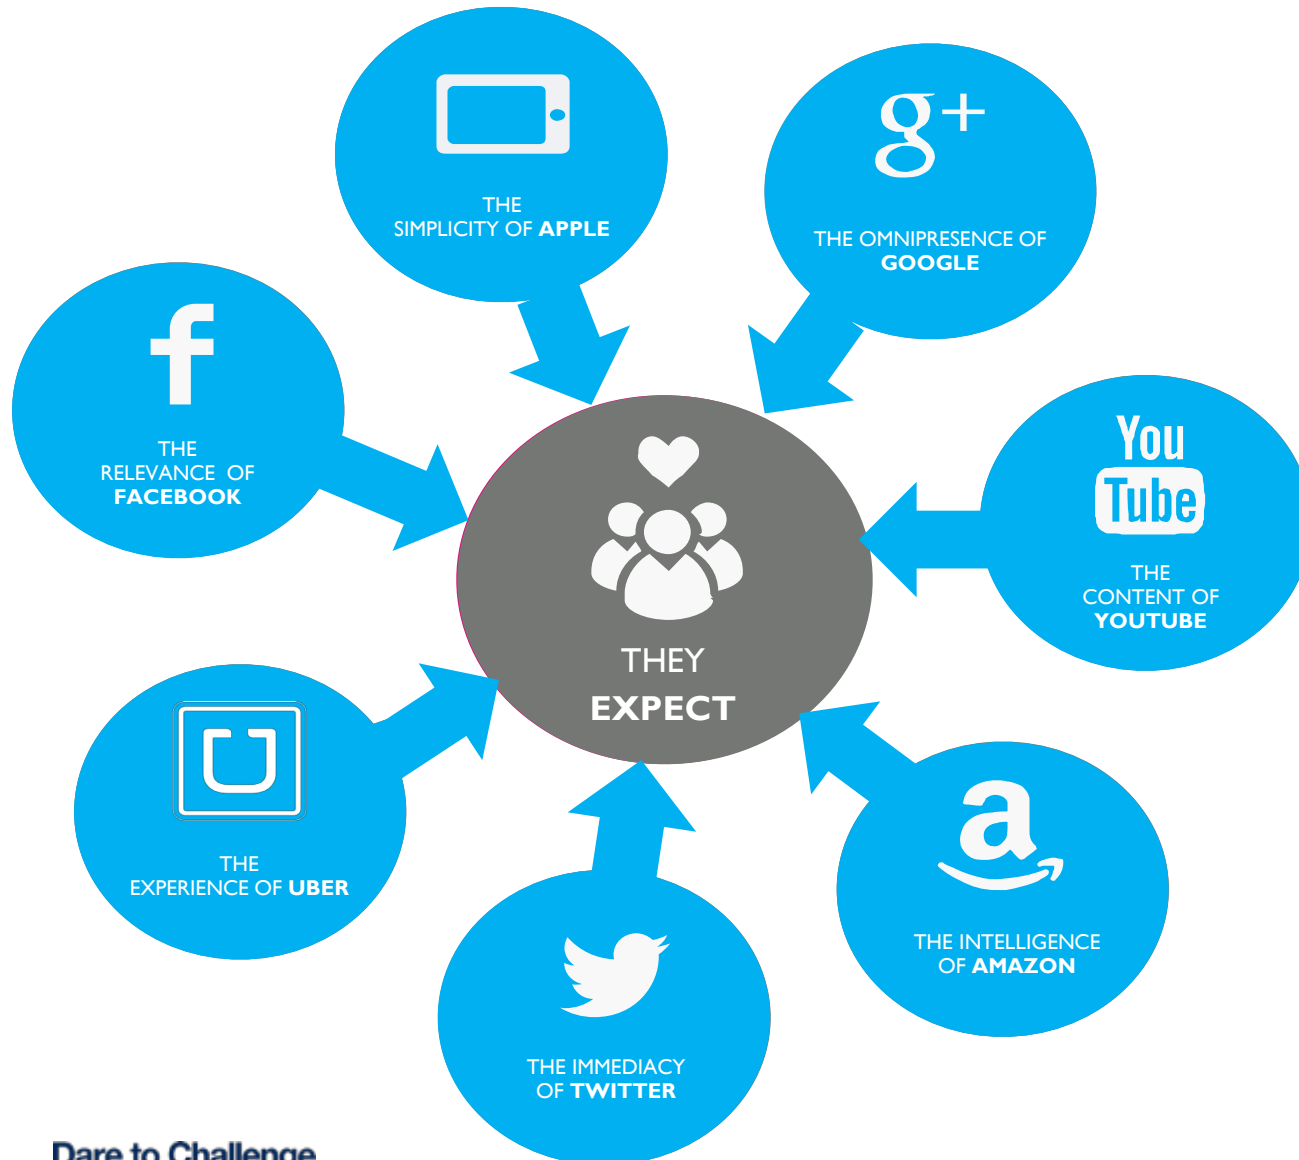 THE
SIMPLICITY OF APPLE
g+
THE OMNIPRESENCE OF
GOOGLE
f
THE
RELEVANCE OF
FACEBOOK
You
Tube
THE
CONTENT OF
YOUTUBE
THEY
EXPECT
U
THE
EXPERIENCE OF UBER
a
THE INTELLIGENCE
OF AMAZON
THE IMMEDIACY
OF TWITTER
Dare to Challenge